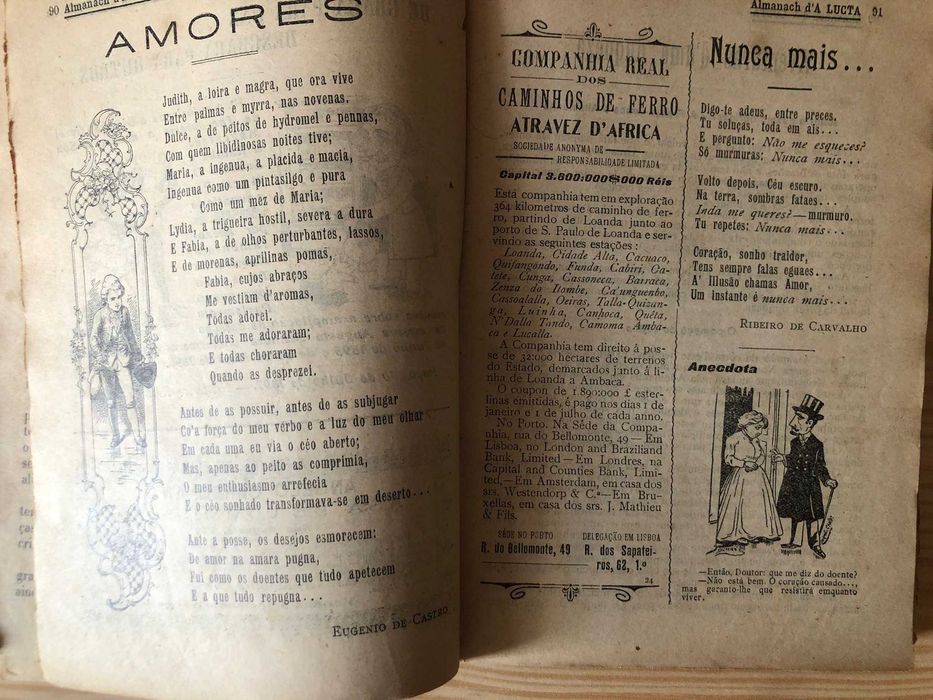 90 Almanach d'A
AMORES
Judith, a loira e magra, que ora vive
Entre palmas e myrra, nas novenas.
Dulce, a de peitos de hydromel e pennas,
Com quem libidinosas noites tive;
Maria, a ingenua, a placida e macia,
Ingenua como um pintasilgo e pura
Como um mez de Maria;
Lydia, a trigueira hostil, severa a dura
E Fabia, a de olhos perturbantes, lassos,
E de morenas, aprilinas pomas,
Fabia, cujos abraços
Me vestiam d'aromas,
Todas adorei.
Todas me adoraram;
E todas choraram
Quando as desprezei.
Antes de as possuir, antes de as subjugar
Co'a força do meu vérbo e a luz do meu olhar
Em cada uma eu via o céo aberto;
Mas, apenas ao peito as comprimia,
O meu enthusiasmo arrefecia
E o céo sonhado transformava-se em deserto...
Ante a posse, os desejos esmorecem:
De amor na amara pugna,
Fui como os doentes que tudo apetecem
E a que tudo repugna...
EUGENIO DE CASTRO
Almanach d'A LUCTA 91
COMPANHIA REAL
DOS
CAMINHOS DE FERRO
ATRAVEZ D'AFRICA
SOCIEDADE ANONYMA DE
RESPONSABILIDADE LIMITADA
Capital 3.600:000$000 Réis
Está companhia tem em exploração
364 kilometros de caminho de fer-
ro, partindo de Loanda junto ao
porto de S. Paulo de Loanda e ser-
vindo as seguintes estações:
Loanda, Cidade Alta, Cacuaco,
Quifangondo, Funda, Cabiri, Ca-
lete, Cunga, Cassoneca, Barraca,
Zenza do Itombe, Ca'unguenbo,
Cassoalalla, Oeiras, Talla-Quizun-
ga, Luinha, Canhoca, Quéta,
N'Dalla Tando, Camoma, Amba-
ca e Lucalla.
A Companhia tem direito á pos-
se de 32:000 hectares de terrenos
do Estado, demarcados junto á li-
nha de Loanda a Ambaca.
O coupon de 1.890:000 £ ester-
linas emittidas, é pago nos dias 1 de
janeiro e 1 de julho de cada anno.
No Porto. Na Séde da Compa-
nhia, rua do Bellomonte, 49 — Em
Lisboa, no London and Braziliand
Bank, Limited — Em Londres, na
Capital and Counties Bank, Limi-
ted, — Em Amsterdam, em casa dos
srs. Westendorp & C.ª — Em Bru-
xellas, em casa dos srs. J. Mathieu
& Fils.
SÉDE NO PORTO
R. do Bellomonte, 49
DELEGAÇÃO EM LISBOA
R. dos Sapatei-
ros, 62, 1.º
24
Nunca mais...
Digo-te adeus, entre preces.
Tu soluças, toda em ais...
E pergunto: Não me esqueces?
Só murmuras: Nunca mais...
Volto depois. Céu escuro.
Na terra, sombras fataes...
Inda me queres? — murmuro.
Tu repetes: Nunca mais...
Coração, sonho traidor,
Tens sempre falas eguaes...
A' Illusão chamas Amor,
Um instante é nunca mais...
RIBEIRO DE CARVALHO
Anecdota
—Então, Doutor: que me diz do doente?
—Não está bem. O coração cansado...,
mas garanto-lhe que resistirá emquanto
viver.